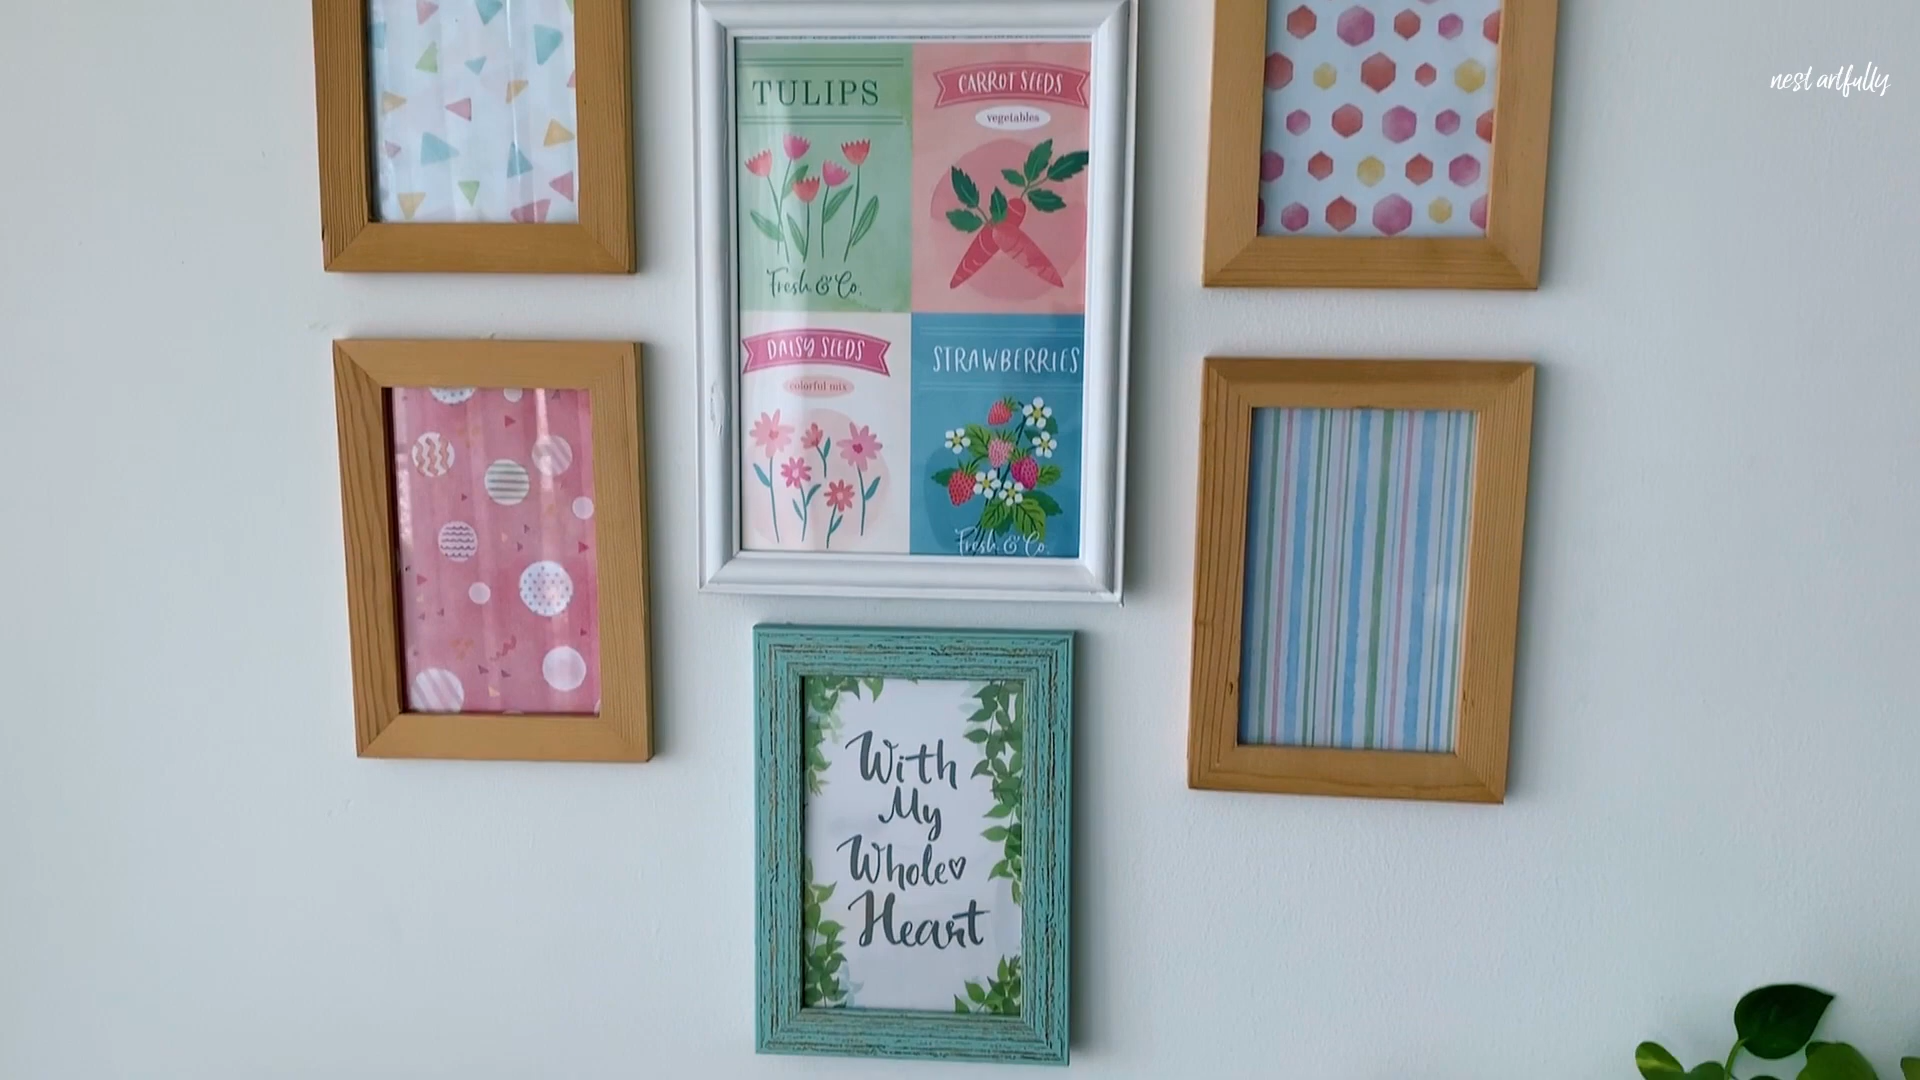 nest artfully
TULIPS
Fresh & Co.
CARROT SEEDS
vegetables
DAISY SEEDS
colorful mix
STRAWBERRIES
Fresh & Co.
With
My
Whole
Heart